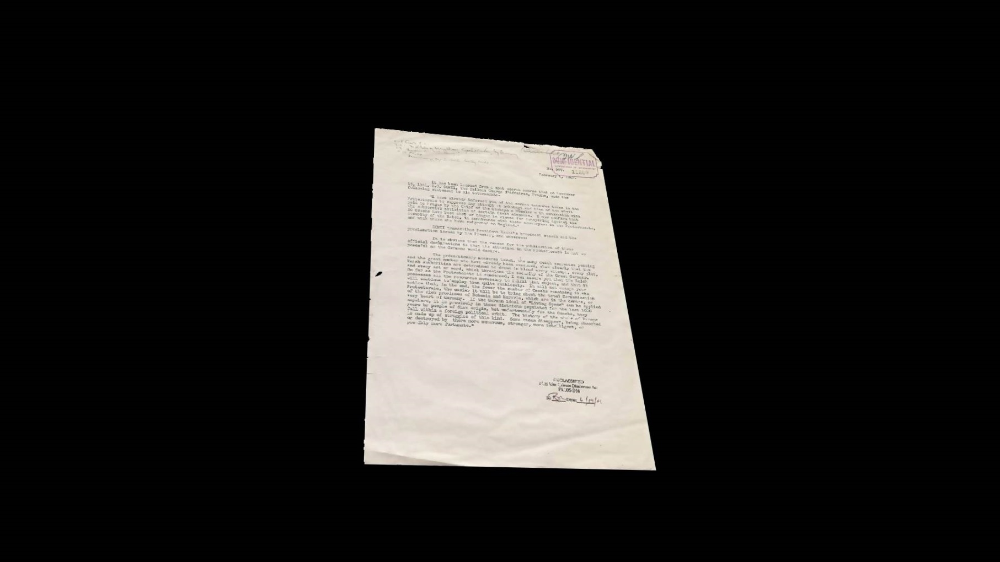 CONFIDENTIAL
11260
No. 
February 6, 1942.
It has been learned from a most secret source that on November
15, 1941, E.G. CONTI, the Chilean Charge d'Affaires, Prague, made the
following statement to his Government:-
"I have already informed you of the severe measures taken in the
Protectorate to suppress any attempt at sabotage and also of the visit
paid to Prague by the Chief of the Gestapo - Himmler - in connection with
the subversive activities of certain Czech elements. I now confirm that
20 Czechs have been shot or hanged in Vienna for conspiring against the
security of the Reich, in connivance with their in the Protectorate,
and with those who have emigrated to England."
CONTI transcribes President Hacha's broadcast speech and the
proclamation issued by the Premier, and observes:
It is obvious that the reason for the publication of these
official declarations is that the situation in the Protectorate is not so
peaceful as the Germans would desire.
The precautionary measures taken, the many death sentences pending
and the great number who have already been executed, show clearly that the
Reich Authorities are determined to drown in blood every attempt, every plot,
and every act or word, which threatens the security of the Great Germany.
So far as the Protectorate is concerned, I can assure you that the Reich
possesses all the resources necessary to fulfil that object, and that it
will continue to employ them quite ruthlessly. It will not escape your
notice that, in the end, the fewer the number of Czechs remaining in the
Protectorate, the easier it will be to bring about the total Germanisation
of the rich provinces of Bohemia and Moravia, which are in the centre, or
very heart of Germany. If the German ideal of "Living Space" can be applied
anywhere, it is precisely in these districts populated for the last 1000
years by people of Slav origin, but unfortunately for the Czechs, they
fall within a foreign political orbit. The history of the whole of Europe
is made up of struggles of this kind. Some races disappear, being absorbed
or destroyed by those more numerous, stronger, more intelligent, or
possibly more fortunate."
DECLASSIFIED
War Crimes Disclosure Act
PL 105-246
By Date